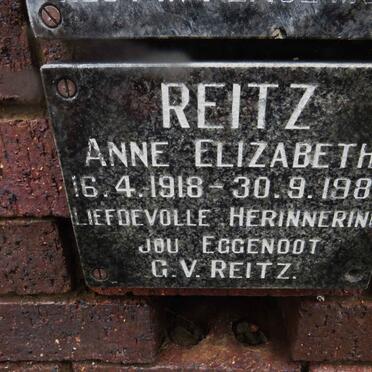 REITZ
ANNE ELIZABETH
16.4.1918 - 30.9.198
LIEFDEVOLLE HERINNERIN
JOU EGGENOOT
G.V. REITZ.